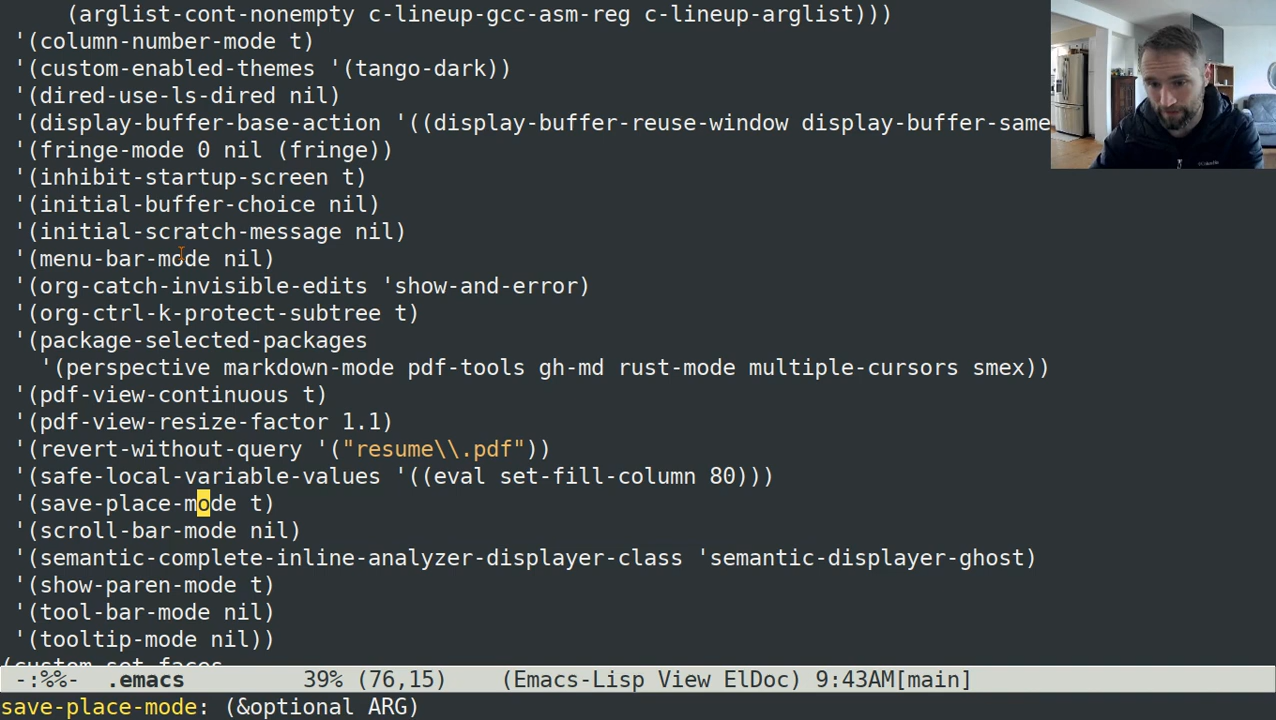 (arglist-cont-nonempty c-lineup-gcc-asm-reg c-lineup-arglist)))
'(column-number-mode t)
'(custom-enabled-themes '(tango-dark))
'(dired-use-ls-dired nil)
'(display-buffer-base-action '((display-buffer-reuse-window display-buffer-same
'(fringe-mode 0 nil (fringe))
'(inhibit-startup-screen t)
'(initial-buffer-choice nil)
'(initial-scratch-message nil)
'(menu-bar-mode nil)
'(org-catch-invisible-edits 'show-and-error)
'(org-ctrl-k-protect-subtree t)
'(package-selected-packages
'(perspective markdown-mode pdf-tools gh-md rust-mode multiple-cursors smex))
'(pdf-view-continuous t)
'(pdf-view-resize-factor 1.1)
'(revert-without-query '("resume\\.pdf"))
'(safe-local-variable-values '((eval set-fill-column 80)))
'(save-place-mode t)
'(scroll-bar-mode nil)
'(semantic-complete-inline-analyzer-displayer-class 'semantic-displayer-ghost)
'(show-paren-mode t)
'(tool-bar-mode nil)
'(tooltip-mode nil))
(custom-set-faces
-:%%-  .emacs         39% (76,15)    (Emacs-Lisp View ElDoc) 9:43AM[main]
save-place-mode: (&optional ARG)